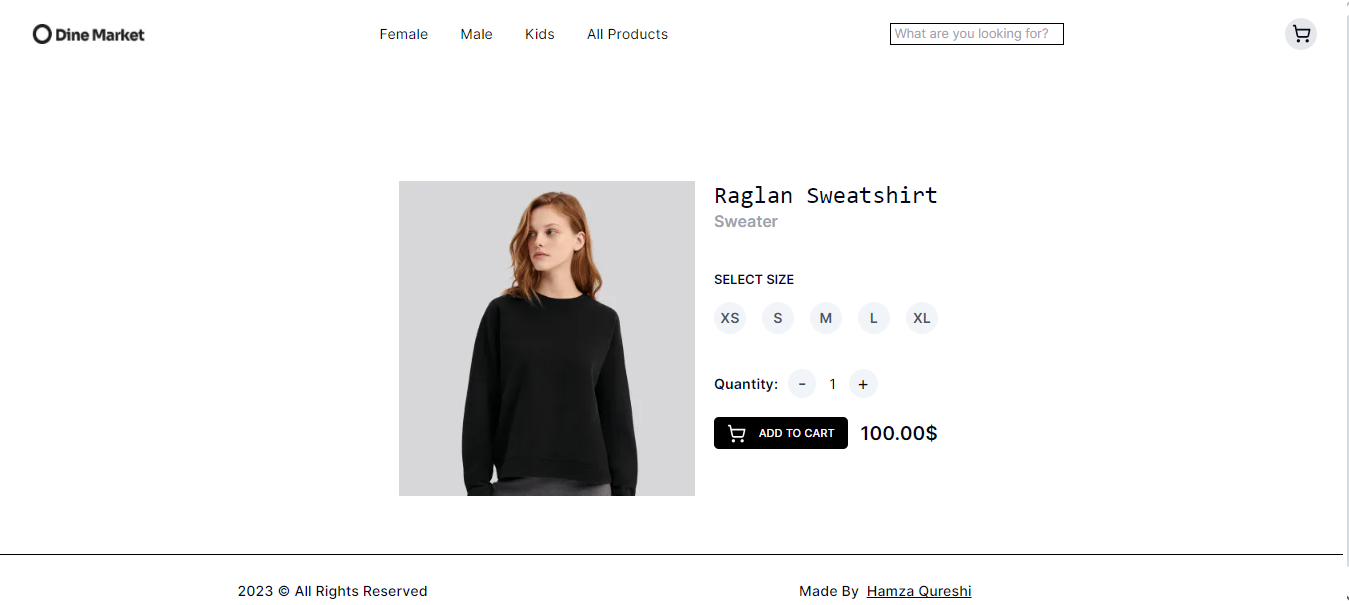 Dine Market
Female Male Kids All Products
What are you looking for?
Raglan Sweatshirt
Sweater
SELECT SIZE
XS S M L XL
Quantity: - 1 +
ADD TO CART 100.00$
2023 © All Rights Reserved
Made By Hamza Qureshi